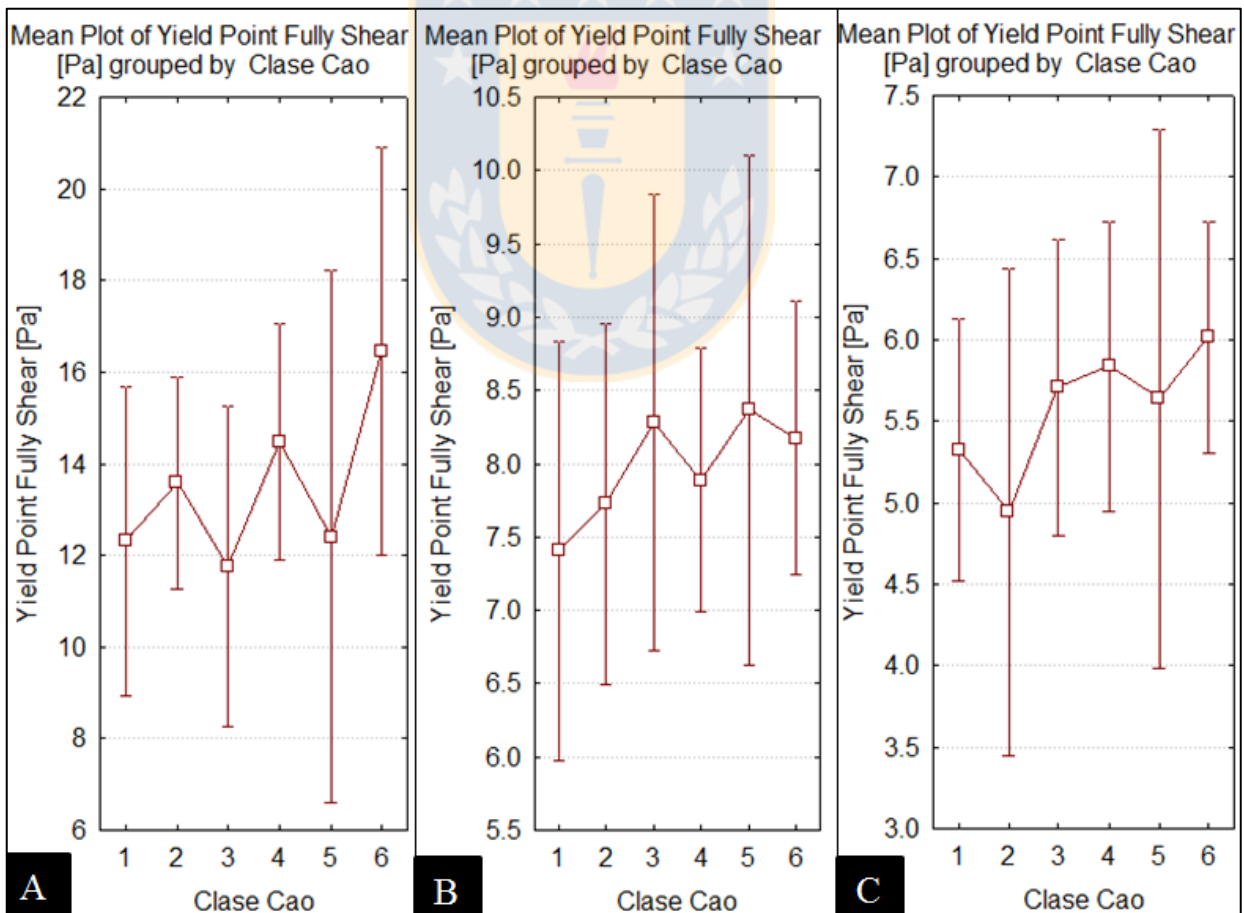 Mean Plot of Yield Point Fully Shear
[Pa] grouped by Clase Cao
22
20
18
16
14
12
10
8
6
Yield Point Fully Shear [Pa]
1 2 3 4 5 6
Clase Cao
A
Mean Plot of Yield Point Fully Shear
[Pa] grouped by Clase Cao
10.5
10.0
9.5
9.0
8.5
8.0
7.5
7.0
6.5
6.0
5.5
Yield Point Fully Shear [Pa]
1 2 3 4 5 6
Clase Cao
B
Mean Plot of Yield Point Fully Shear
[Pa] grouped by Clase Cao
7.5
7.0
6.5
6.0
5.5
5.0
4.5
4.0
3.5
3.0
Yield Point Fully Shear [Pa]
1 2 3 4 5 6
Clase Cao
C